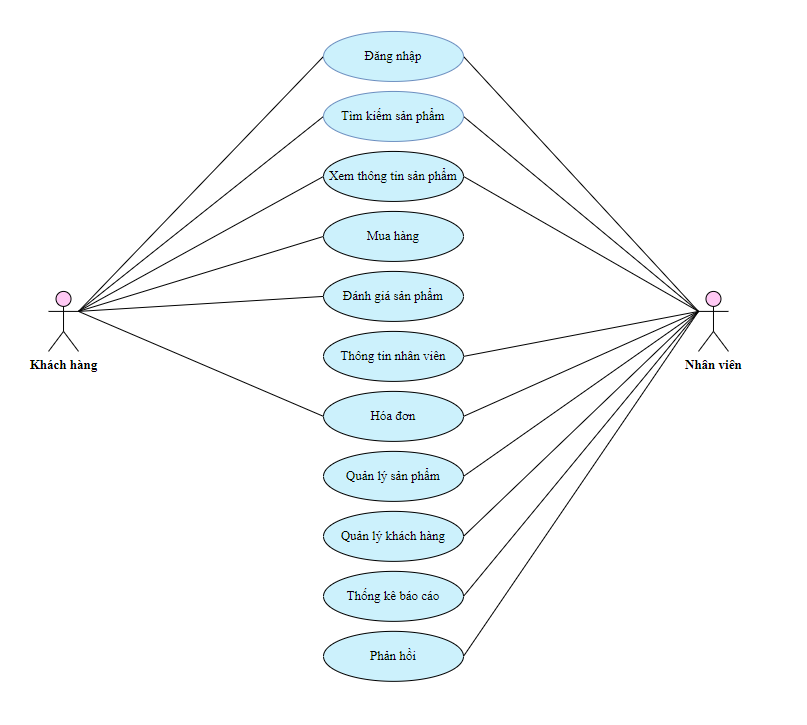 Đăng nhập
Tìm kiếm sản phẩm
Xem thông tin sản phẩm
Mua hàng
Đánh giá sản phẩm
Thông tin nhân viên
Khách hàng
Nhân viên
Hóa đơn
Quản lý sản phẩm
Quản lý khách hàng
Thống kê báo cáo
Phản hồi